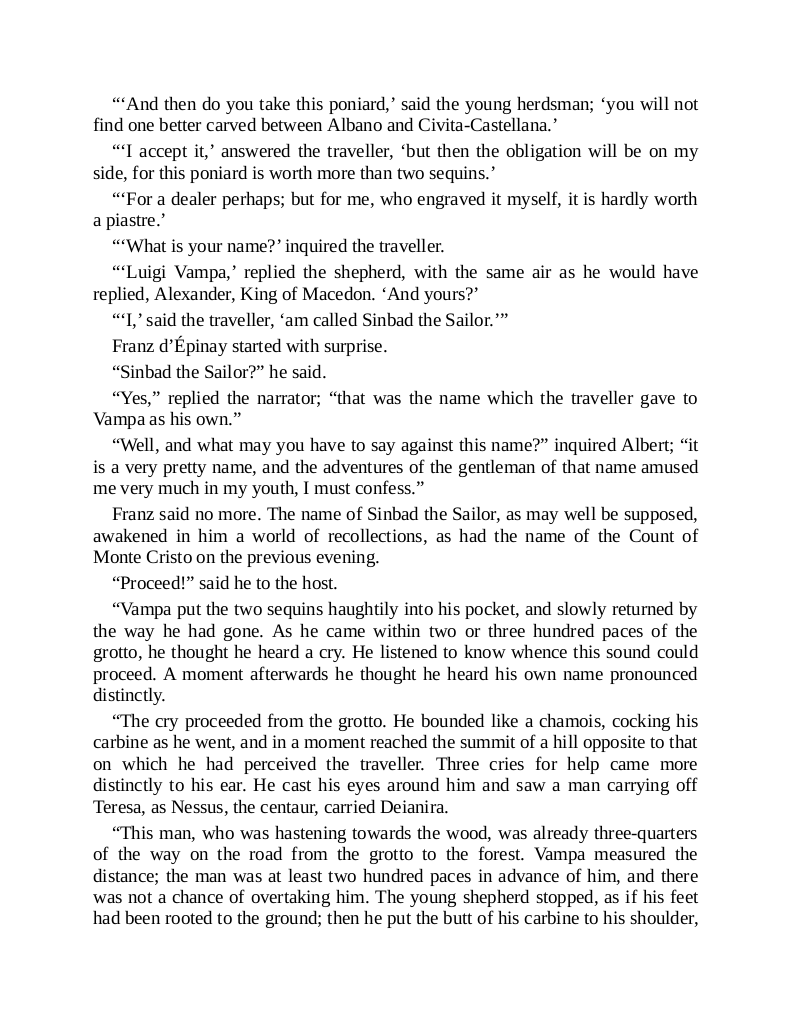 “‘And then do you take this poniard,’ said the young herdsman; ‘you will not
find one better carved between Albano and Civita-Castellana.’
“‘I accept it,’ answered the traveller, ‘but then the obligation will be on my
side, for this poniard is worth more than two sequins.’
“‘For a dealer perhaps; but for me, who engraved it myself, it is hardly worth
a piastre.’
“‘What is your name?’ inquired the traveller.
“‘Luigi Vampa,’ replied the shepherd, with the same air as he would have
replied, Alexander, King of Macedon. ‘And yours?’
“‘I,’ said the traveller, ‘am called Sinbad the Sailor.’”
Franz d’Épinay started with surprise.
“Sinbad the Sailor?” he said.
“Yes,” replied the narrator; “that was the name which the traveller gave to
Vampa as his own.”
“Well, and what may you have to say against this name?” inquired Albert; “it
is a very pretty name, and the adventures of the gentleman of that name amused
me very much in my youth, I must confess.”
Franz said no more. The name of Sinbad the Sailor, as may well be supposed,
awakened in him a world of recollections, as had the name of the Count of
Monte Cristo on the previous evening.
“Proceed!” said he to the host.
“Vampa put the two sequins haughtily into his pocket, and slowly returned by
the way he had gone. As he came within two or three hundred paces of the
grotto, he thought he heard a cry. He listened to know whence this sound could
proceed. A moment afterwards he thought he heard his own name pronounced
distinctly.
“The cry proceeded from the grotto. He bounded like a chamois, cocking his
carbine as he went, and in a moment reached the summit of a hill opposite to that
on which he had perceived the traveller. Three cries for help came more
distinctly to his ear. He cast his eyes around him and saw a man carrying off
Teresa, as Nessus, the centaur, carried Deianira.
“This man, who was hastening towards the wood, was already three-quarters
of the way on the road from the grotto to the forest. Vampa measured the
distance; the man was at least two hundred paces in advance of him, and there
was not a chance of overtaking him. The young shepherd stopped, as if his feet
had been rooted to the ground; then he put the butt of his carbine to his shoulder,